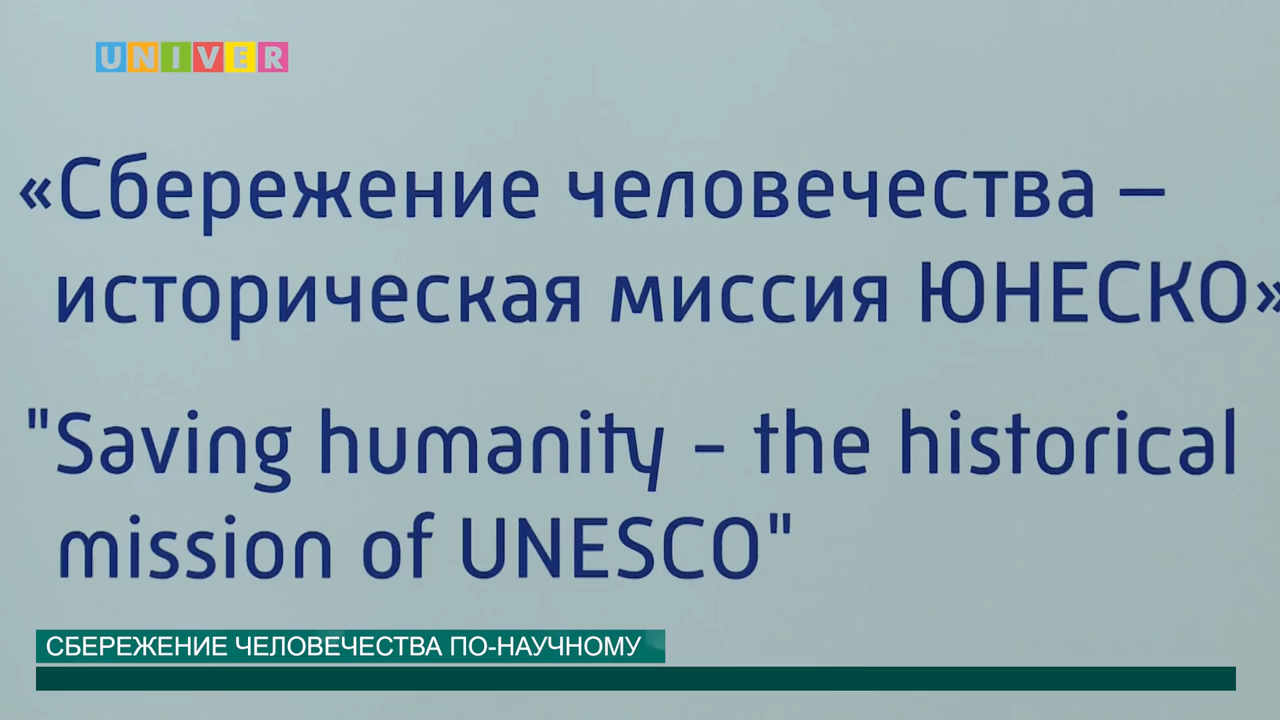 UNIVER
«Сбережение человечества –
историческая миссия ЮНЕСКО»
"Saving humanity - the historical
mission of UNESCO"
СБЕРЕЖЕНИЕ ЧЕЛОВЕЧЕСТВА ПО-НАУЧНОМУ